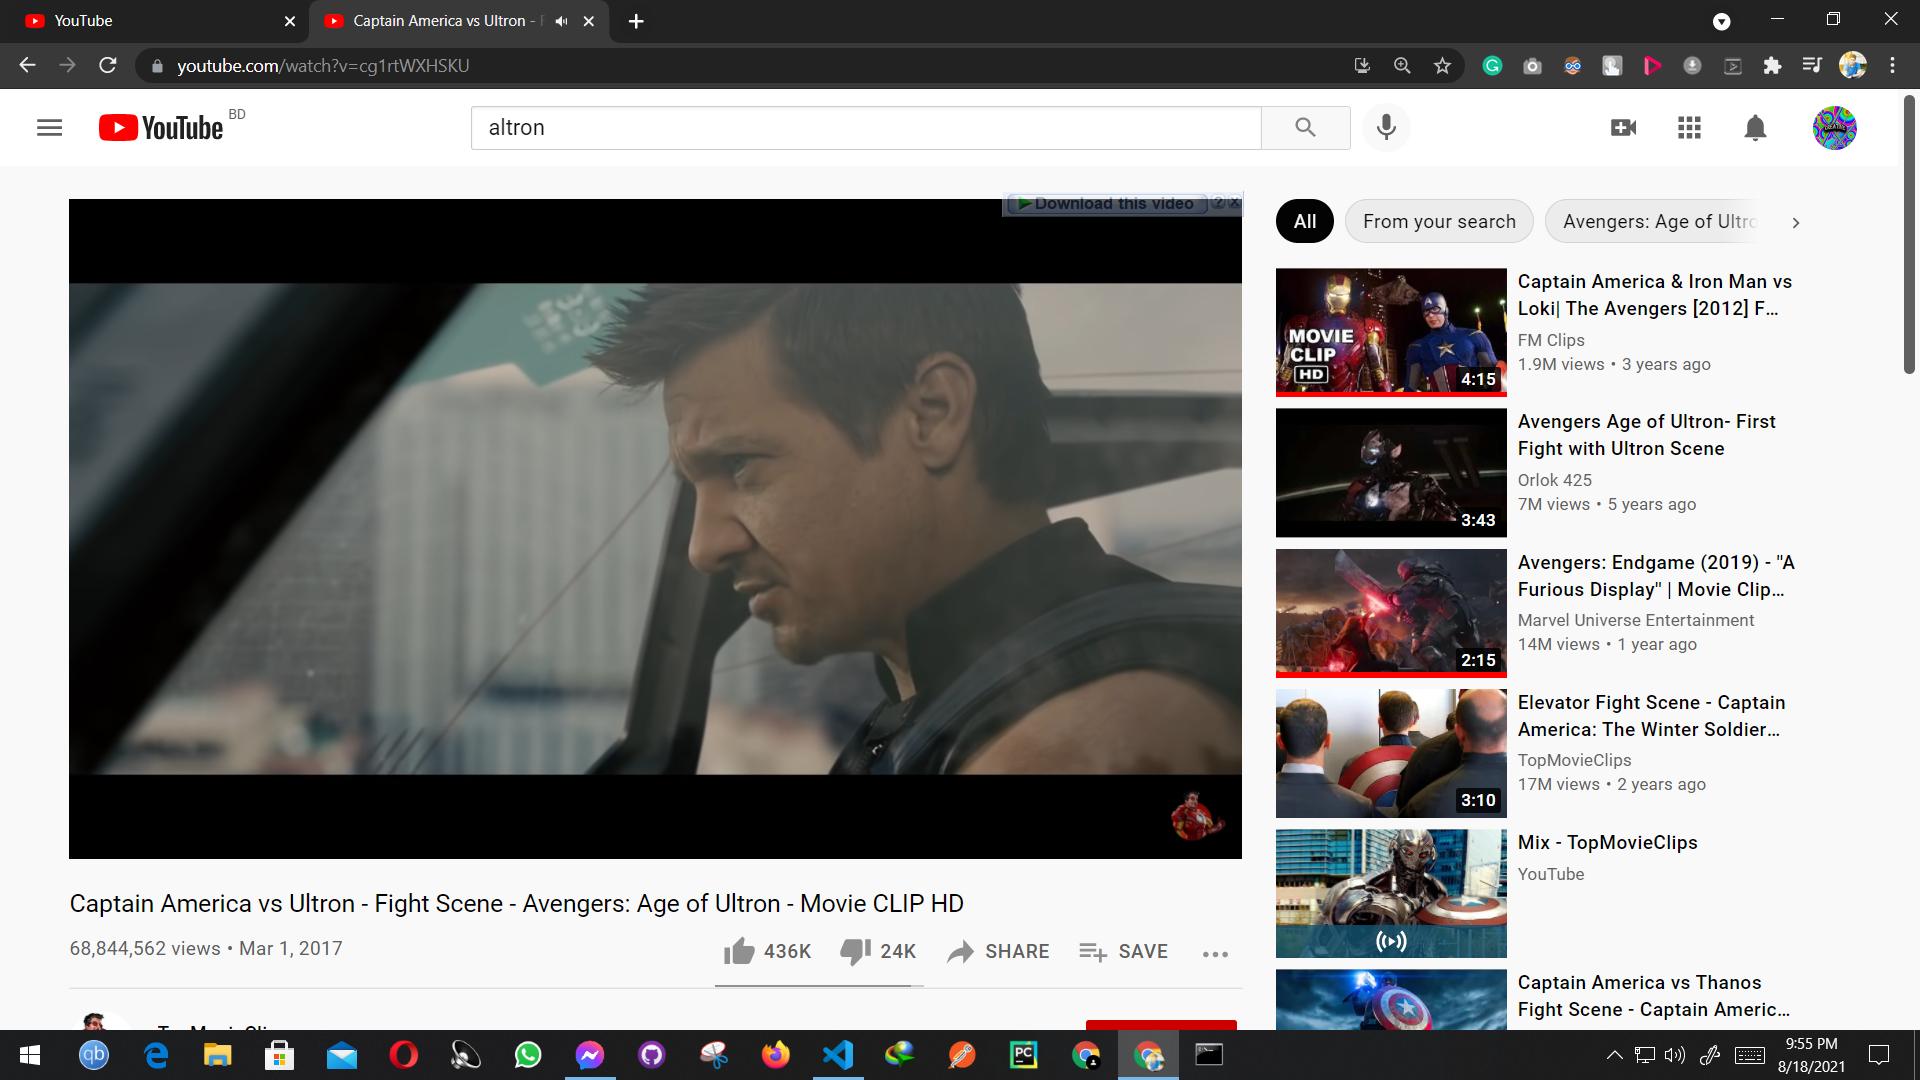 YouTube
Captain America vs Ultron -
youtube.com/watch?v=cg1rtWXHSKU
YouTube BD
altron
Download this video
All
From your search
Avengers: Age of Ultro
MOVIE
CLIP
HD
4:15
Captain America & Iron Man vs
Loki| The Avengers [2012] F...
FM Clips
1.9M views • 3 years ago
3:43
Avengers Age of Ultron- First
Fight with Ultron Scene
Orlok 425
7M views • 5 years ago
2:15
Avengers: Endgame (2019) - "A
Furious Display" | Movie Clip...
Marvel Universe Entertainment
14M views • 1 year ago
3:10
Elevator Fight Scene - Captain
America: The Winter Soldier...
TopMovieClips
17M views • 2 years ago
Mix - TopMovieClips
YouTube
Captain America vs Thanos
Fight Scene - Captain Americ...
Captain America vs Ultron - Fight Scene - Avengers: Age of Ultron - Movie CLIP HD
68,844,562 views • Mar 1, 2017
436K
24K
SHARE
SAVE
qb
PC
9:55 PM
8/18/2021